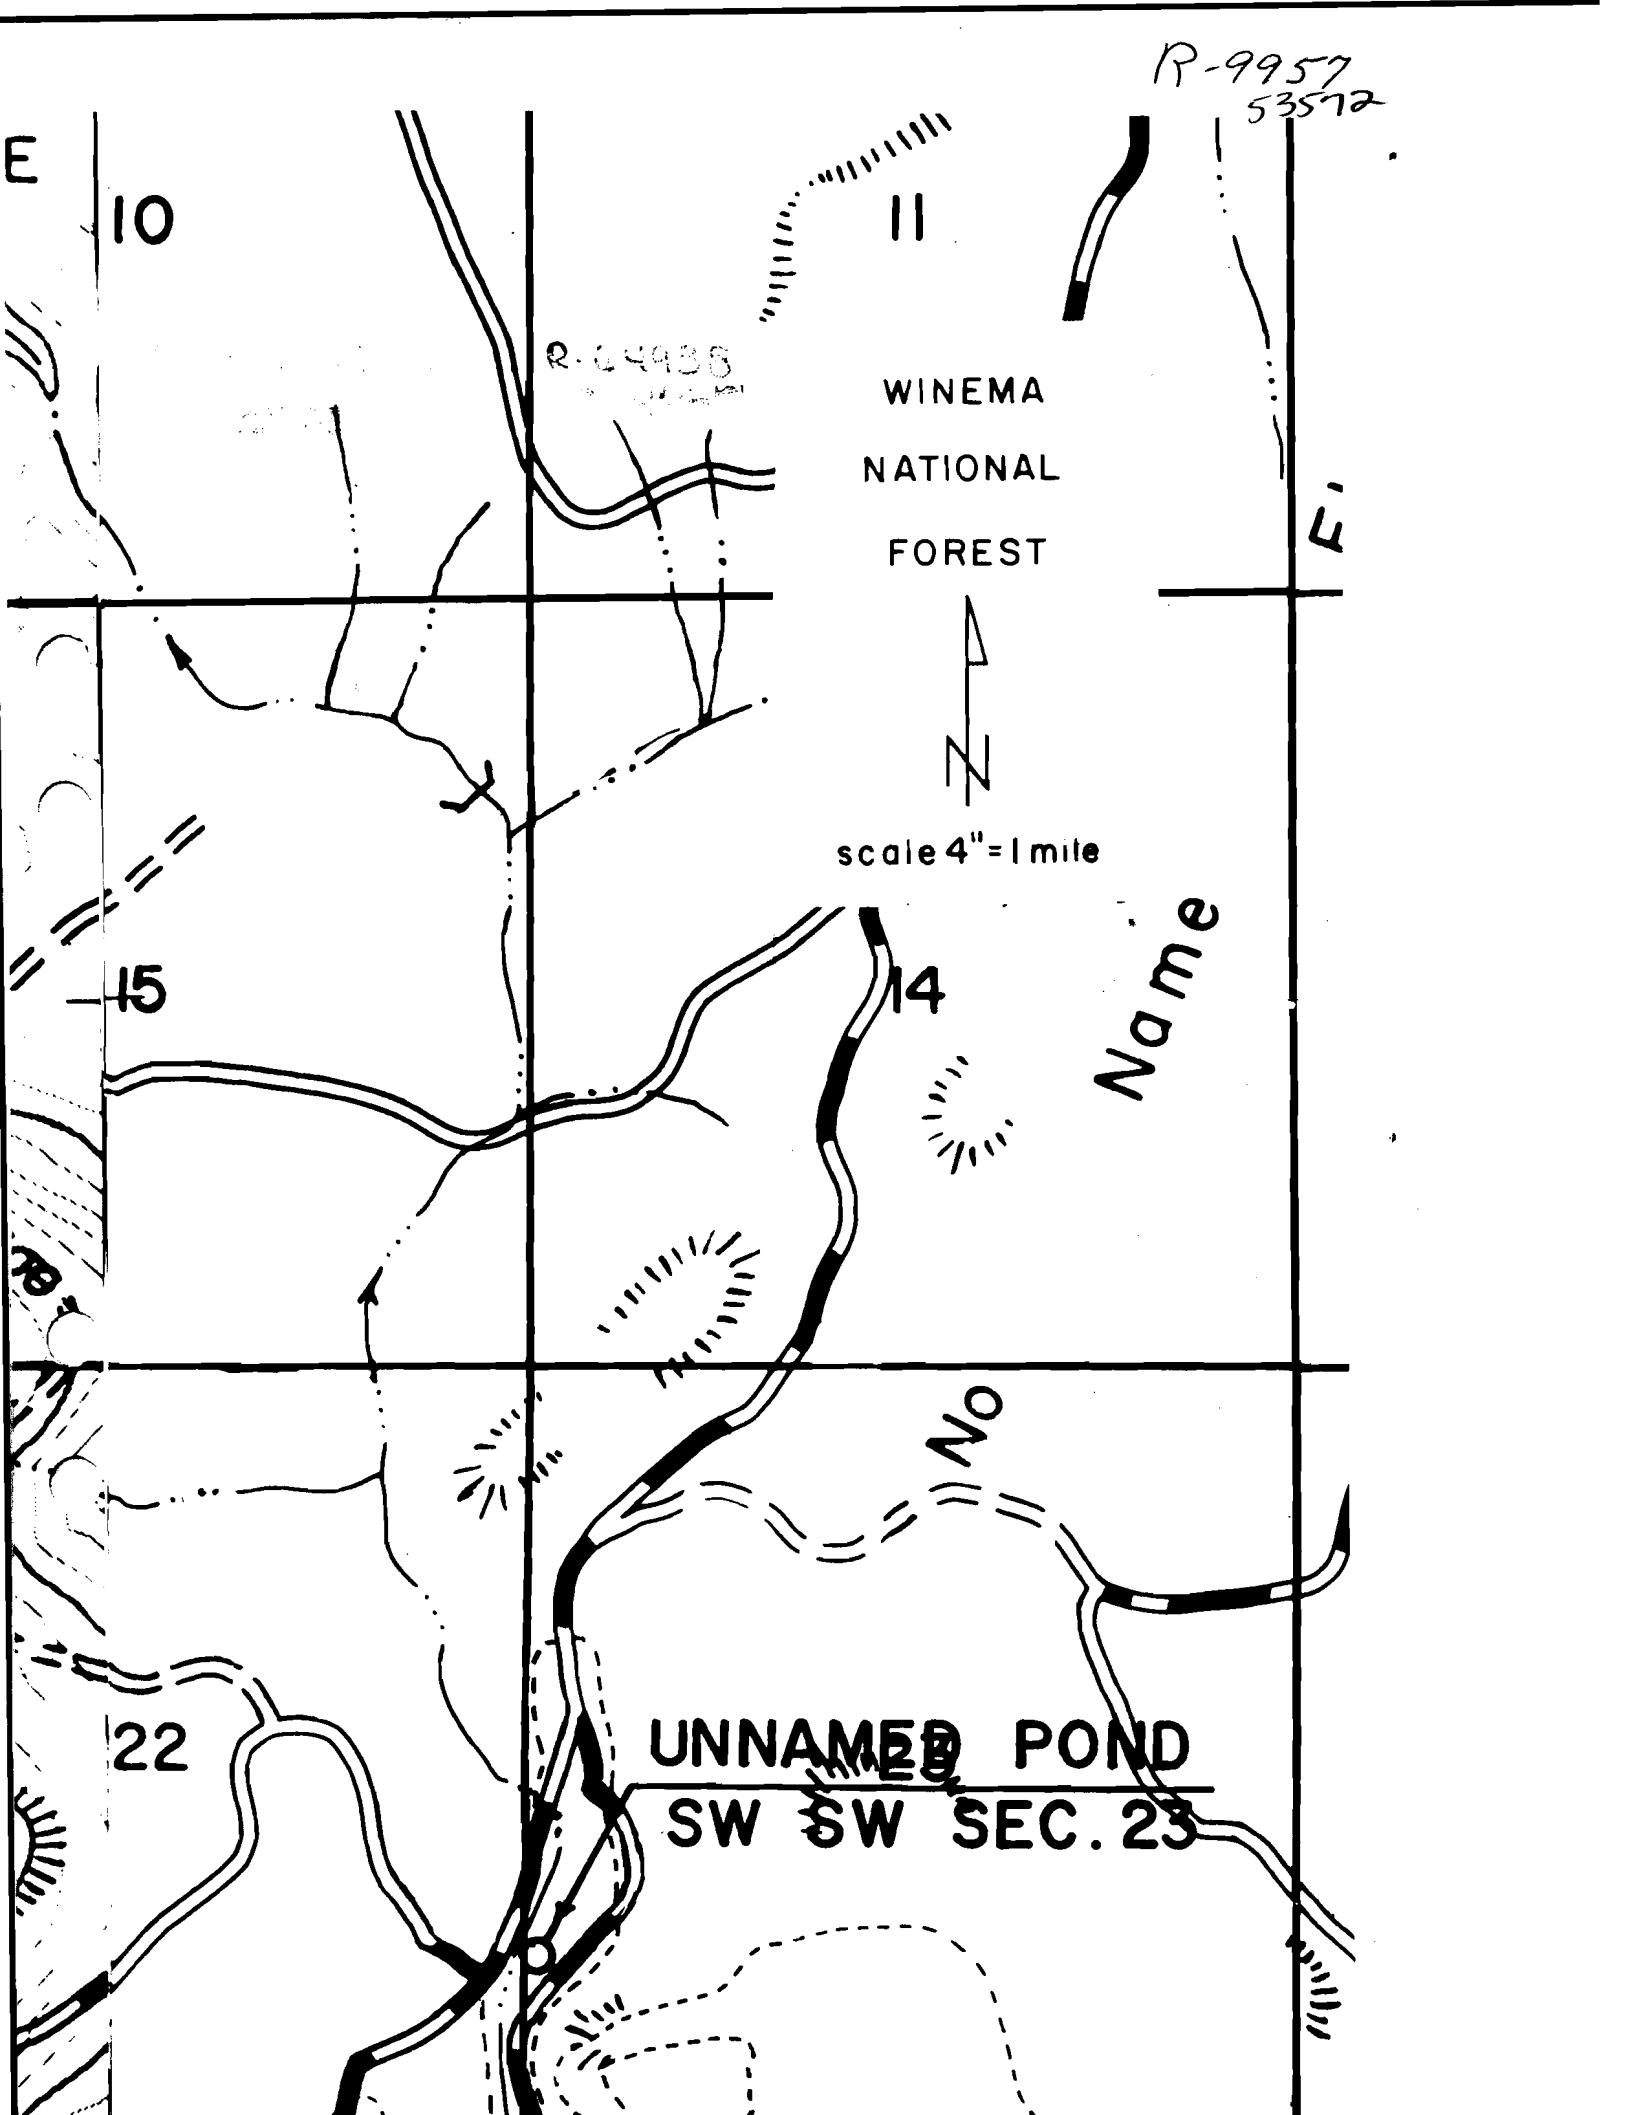 R-9957
53572
E
10
11
WINEMA
NATIONAL
FOREST
F
N
scale 4"=1 mile
Name
15
14
No
22
UNNAMED POND
SW SW SEC. 23